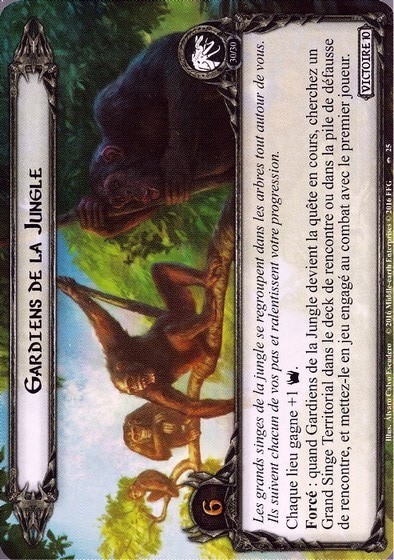 GARDIENS DE LA JUNGLE
30/30
6
Les grands singes de la jungle se regroupent dans les arbres tout autour de vous.
Ils suivent chacun de vos pas et ralentissent votre progression.
Chaque lieu gagne +1
Forcé : quand Gardiens de la Jungle devient la quête en cours, cherchez un
Grand Singe Territorial dans le deck de rencontre ou dans la pile de défausse
de rencontre, et mettez-le en jeu engagé au combat avec le premier joueur.
VICTOIRE 10
Illus. Álvaro Calvo Escudero © 2016 Middle-earth Enterprises © 2016 FFG 25